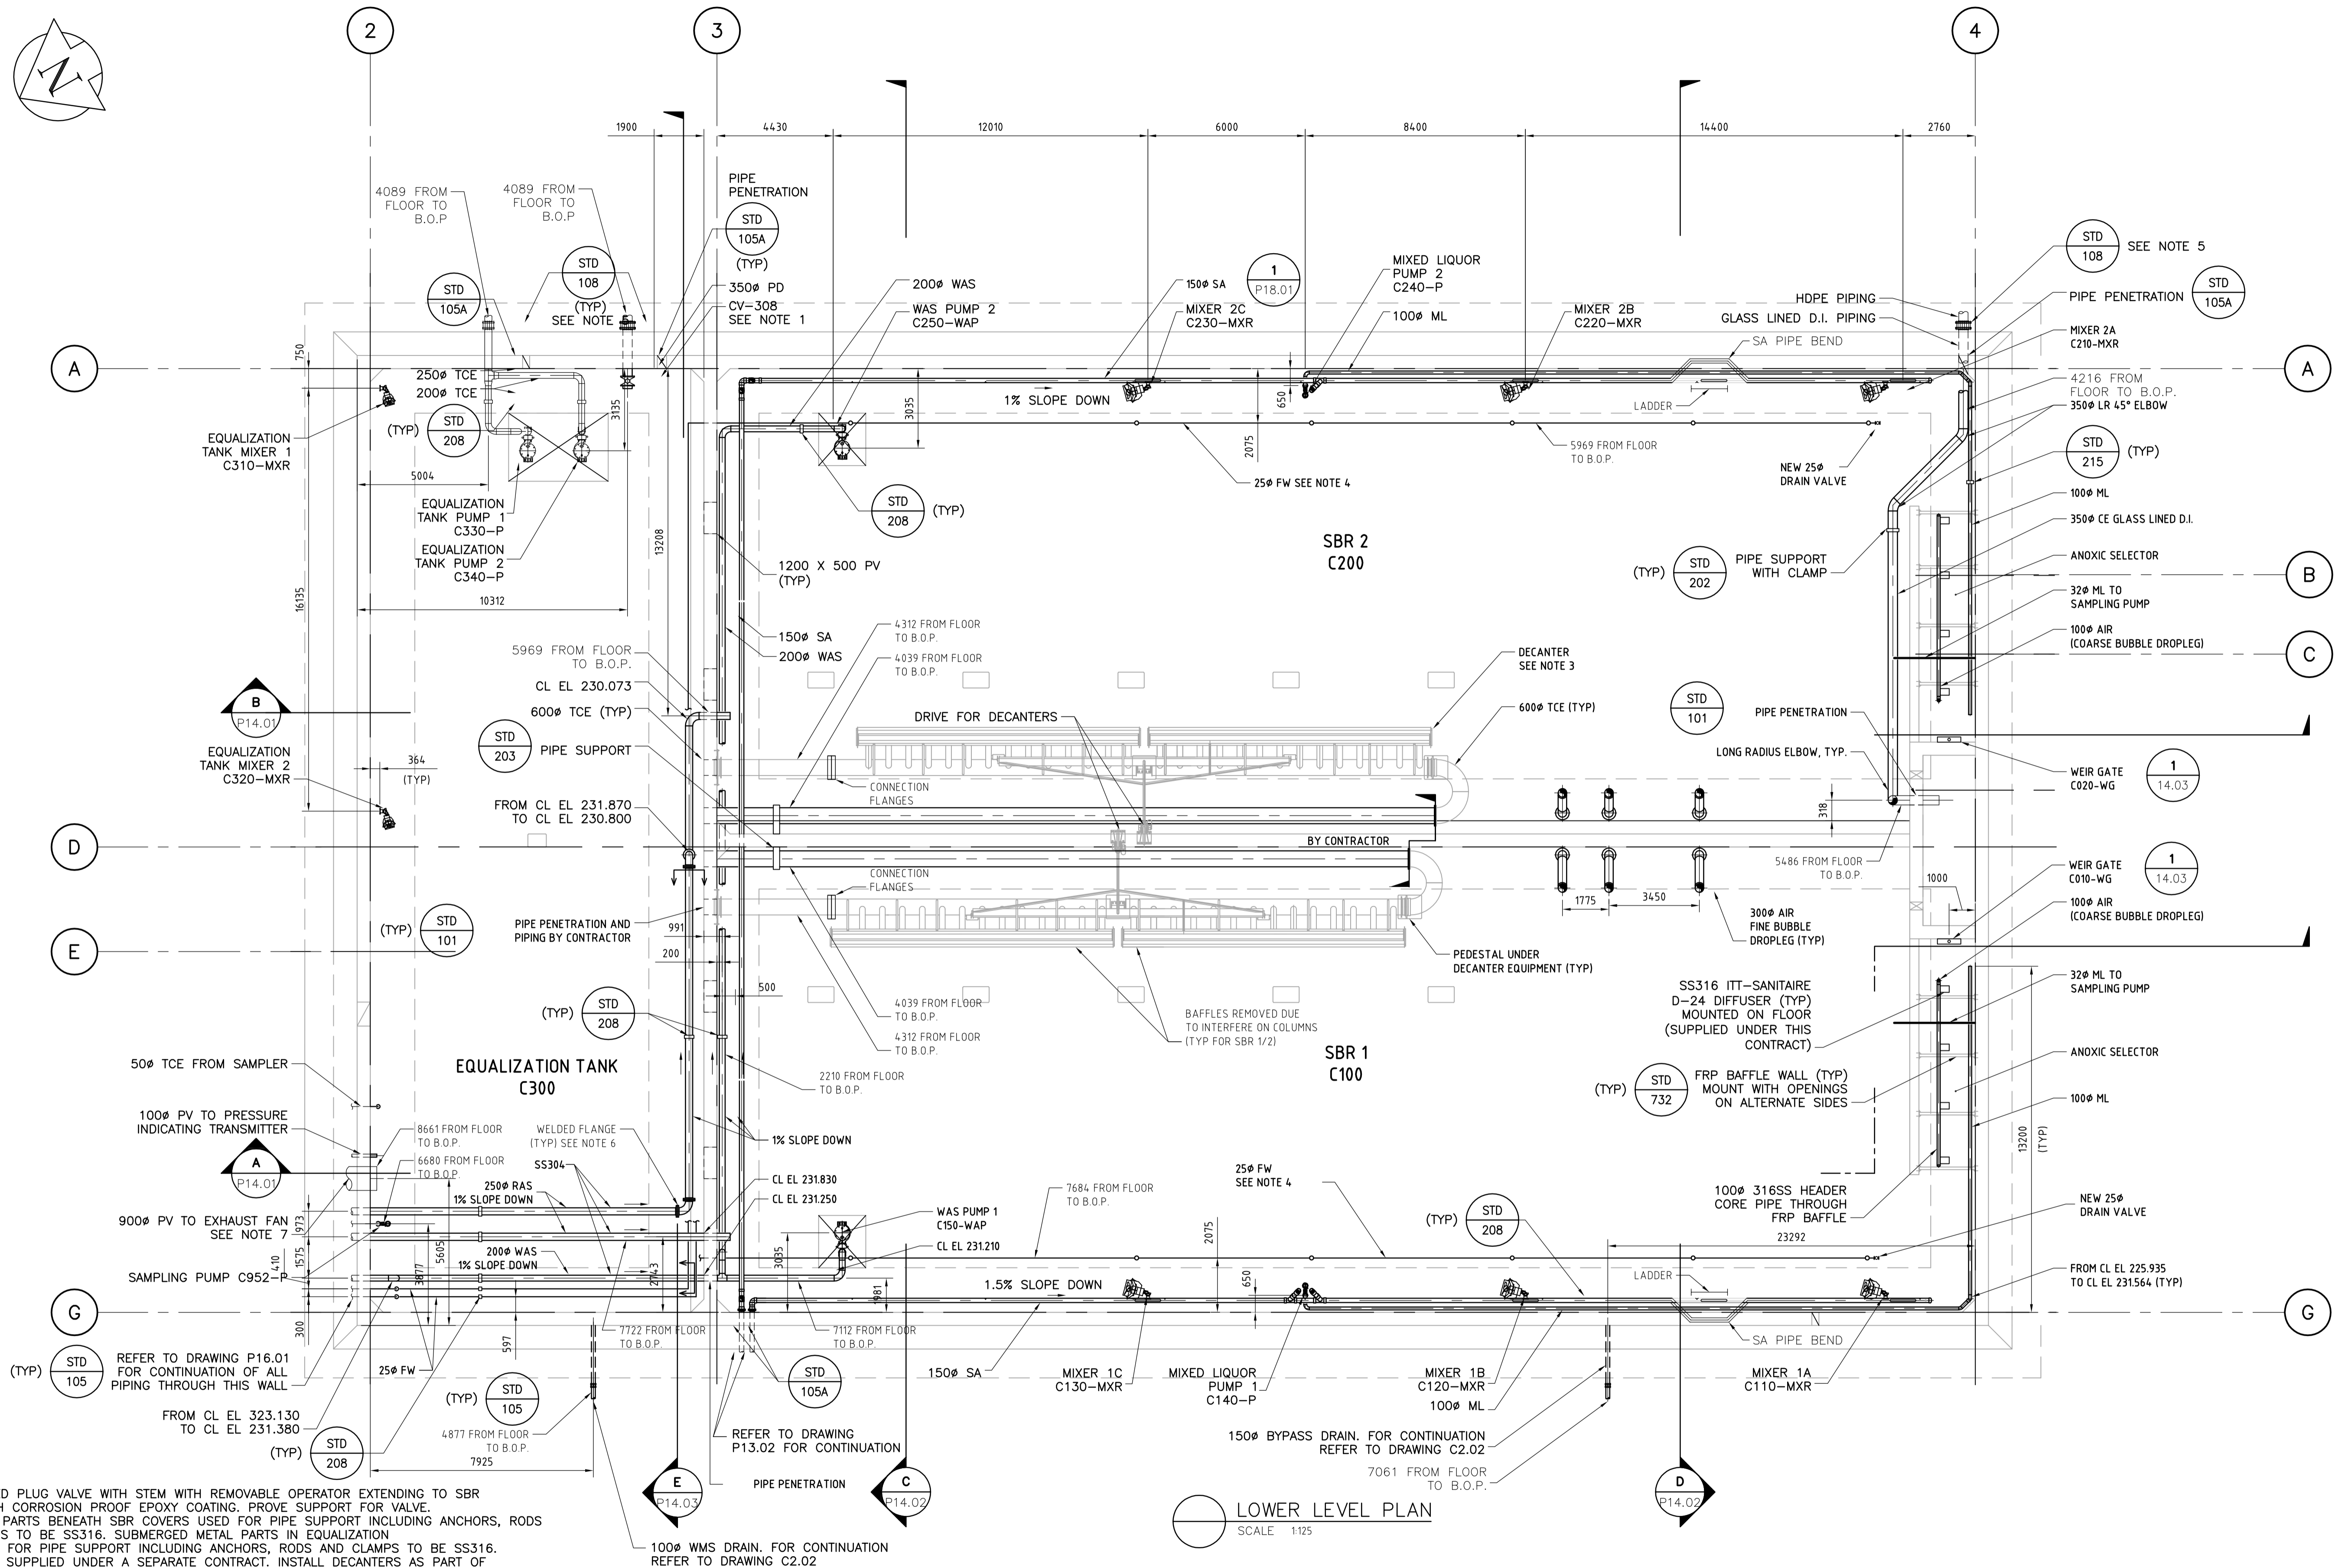 2
3
4
N
1900
4430
12010
6000
8400
14400
2760
4089 FROM
FLOOR TO
B.O.P
4089 FROM
FLOOR TO
B.O.P
PIPE
PENETRATION
STD
105A
(TYP)
STD
108
(TYP)
SEE NOTE 5
STD
105A
350ø PD
CV-308
SEE NOTE 1
200ø WAS
WAS PUMP 2
C250-WAP
150ø SA
1
P18.01
MIXER 2C
C230-MXR
MIXED LIQUOR
PUMP 2
C240-P
100ø ML
MIXER 2B
C220-MXR
SA PIPE BEND
HDPE PIPING
GLASS LINED D.I. PIPING
STD
108
SEE NOTE 5
PIPE PENETRATION
STD
105A
MIXER 2A
C210-MXR
A
A
750
250ø TCE
200ø TCE
(TYP)
STD
208
3135
3035
2075
650
1% SLOPE DOWN
LADDER
4216 FROM
FLOOR TO B.O.P.
350ø LR 45° ELBOW
EQUALIZATION
TANK MIXER 1
C310-MXR
5004
EQUALIZATION
TANK PUMP 1
C330-P
EQUALIZATION
TANK PUMP 2
C340-P
10312
16135
13208
STD
208
(TYP)
25ø FW SEE NOTE 4
5969 FROM FLOOR
TO B.O.P.
NEW 25ø
DRAIN VALVE
STD
215
(TYP)
100ø ML
350ø CE GLASS LINED D.I.
SBR 2
C200
1200 X 500 PV
(TYP)
(TYP)
STD
202
PIPE SUPPORT
WITH CLAMP
ANOXIC SELECTOR
B
32ø ML TO
SAMPLING PUMP
100ø AIR
(COARSE BUBBLE DROPLEG)
C
150ø SA
200ø WAS
4312 FROM FLOOR
TO B.O.P.
4039 FROM FLOOR
TO B.O.P.
5969 FROM FLOOR
TO B.O.P.
CL EL 230.073
600ø TCE (TYP)
DECANTER
SEE NOTE 3
600ø TCE (TYP)
STD
101
PIPE PENETRATION
LONG RADIUS ELBOW, TYP.
B
P14.01
EQUALIZATION
TANK MIXER 2
C320-MXR
364
(TYP)
STD
203
PIPE SUPPORT
DRIVE FOR DECANTERS
CONNECTION
FLANGES
WEIR GATE
C020-WG
1
14.03
FROM CL EL 231.870
TO CL EL 230.800
BY CONTRACTOR
318
D
D
5486 FROM FLOOR
TO B.O.P.
1000
WEIR GATE
C010-WG
1
14.03
CONNECTION
FLANGES
1775
3450
300ø AIR
FINE BUBBLE
DROPLEG (TYP)
100ø AIR
(COARSE BUBBLE DROPLEG)
(TYP)
STD
101
PIPE PENETRATION AND
PIPING BY CONTRACTOR
991
200
500
E
PEDESTAL UNDER
DECANTER EQUIPMENT (TYP)
SS316 ITT-SANITAIRE
D-24 DIFFUSER (TYP)
MOUNTED ON FLOOR
(SUPPLIED UNDER THIS
CONTRACT)
32ø ML TO
SAMPLING PUMP
(TYP)
STD
208
4039 FROM FLOOR
TO B.O.P.
4312 FROM FLOOR
TO B.O.P.
BAFFLES REMOVED DUE
TO INTERFERE ON COLUMNS
(TYP FOR SBR 1/2)
SBR 1
C100
ANOXIC SELECTOR
50ø TCE FROM SAMPLER
EQUALIZATION TANK
C300
2210 FROM FLOOR
TO B.O.P.
(TYP)
STD
732
FRP BAFFLE WALL (TYP)
MOUNT WITH OPENINGS
ON ALTERNATE SIDES
100ø ML
100ø PV TO PRESSURE
INDICATING TRANSMITTER
8661 FROM FLOOR
TO B.O.P.
WELDED FLANGE
(TYP) SEE NOTE 6
1% SLOPE DOWN
13200
(TYP)
A
P14.01
6680 FROM FLOOR
TO B.O.P.
SS304
CL EL 231.830
CL EL 231.250
250ø RAS
1% SLOPE DOWN
25ø FW
SEE NOTE 4
7684 FROM FLOOR
TO B.O.P.
100ø 316SS HEADER
CORE PIPE THROUGH
FRP BAFFLE
NEW 25ø
DRAIN VALVE
900ø PV TO EXHAUST FAN
SEE NOTE 7
973
WAS PUMP 1
C150-WAP
CL EL 231.210
(TYP)
STD
208
2075
23292
200ø WAS
1% SLOPE DOWN
410
1575
3877
5605
2743
3035
1981
SAMPLING PUMP C952-P
1.5% SLOPE DOWN
650
LADDER
FROM CL EL 225.935
TO CL EL 231.564 (TYP)
G
G
300
597
7722 FROM FLOOR
TO B.O.P.
7112 FROM FLOOR
TO B.O.P.
SA PIPE BEND
(TYP)
STD
105
REFER TO DRAWING P16.01
FOR CONTINUATION OF ALL
PIPING THROUGH THIS WALL
25ø FW
(TYP)
STD
105
STD
105A
150ø SA
MIXER 1C
C130-MXR
MIXED LIQUOR
PUMP 1
C140-P
MIXER 1B
C120-MXR
100ø ML
MIXER 1A
C110-MXR
FROM CL EL 323.130
TO CL EL 231.380
(TYP)
STD
208
4877 FROM FLOOR
TO B.O.P.
7925
REFER TO DRAWING
P13.02 FOR CONTINUATION
150ø BYPASS DRAIN. FOR CONTINUATION
REFER TO DRAWING C2.02
7061 FROM FLOOR
TO B.O.P.
E
P14.03
PIPE PENETRATION
C
P14.02
D
P14.02
LOWER LEVEL PLAN
SCALE 1:125
100ø WMS DRAIN. FOR CONTINUATION
REFER TO DRAWING C2.02
PLUG VALVE WITH STEM WITH REMOVABLE OPERATOR EXTENDING TO SBR
CORROSION PROOF EPOXY COATING. PROVE SUPPORT FOR VALVE.
PARTS BENEATH SBR COVERS USED FOR PIPE SUPPORT INCLUDING ANCHORS, RODS
TO BE SS316. SUBMERGED METAL PARTS IN EQUALIZATION
FOR PIPE SUPPORT INCLUDING ANCHORS, RODS AND CLAMPS TO BE SS316.
SUPPLIED UNDER A SEPARATE CONTRACT. INSTALL DECANTERS AS PART OF